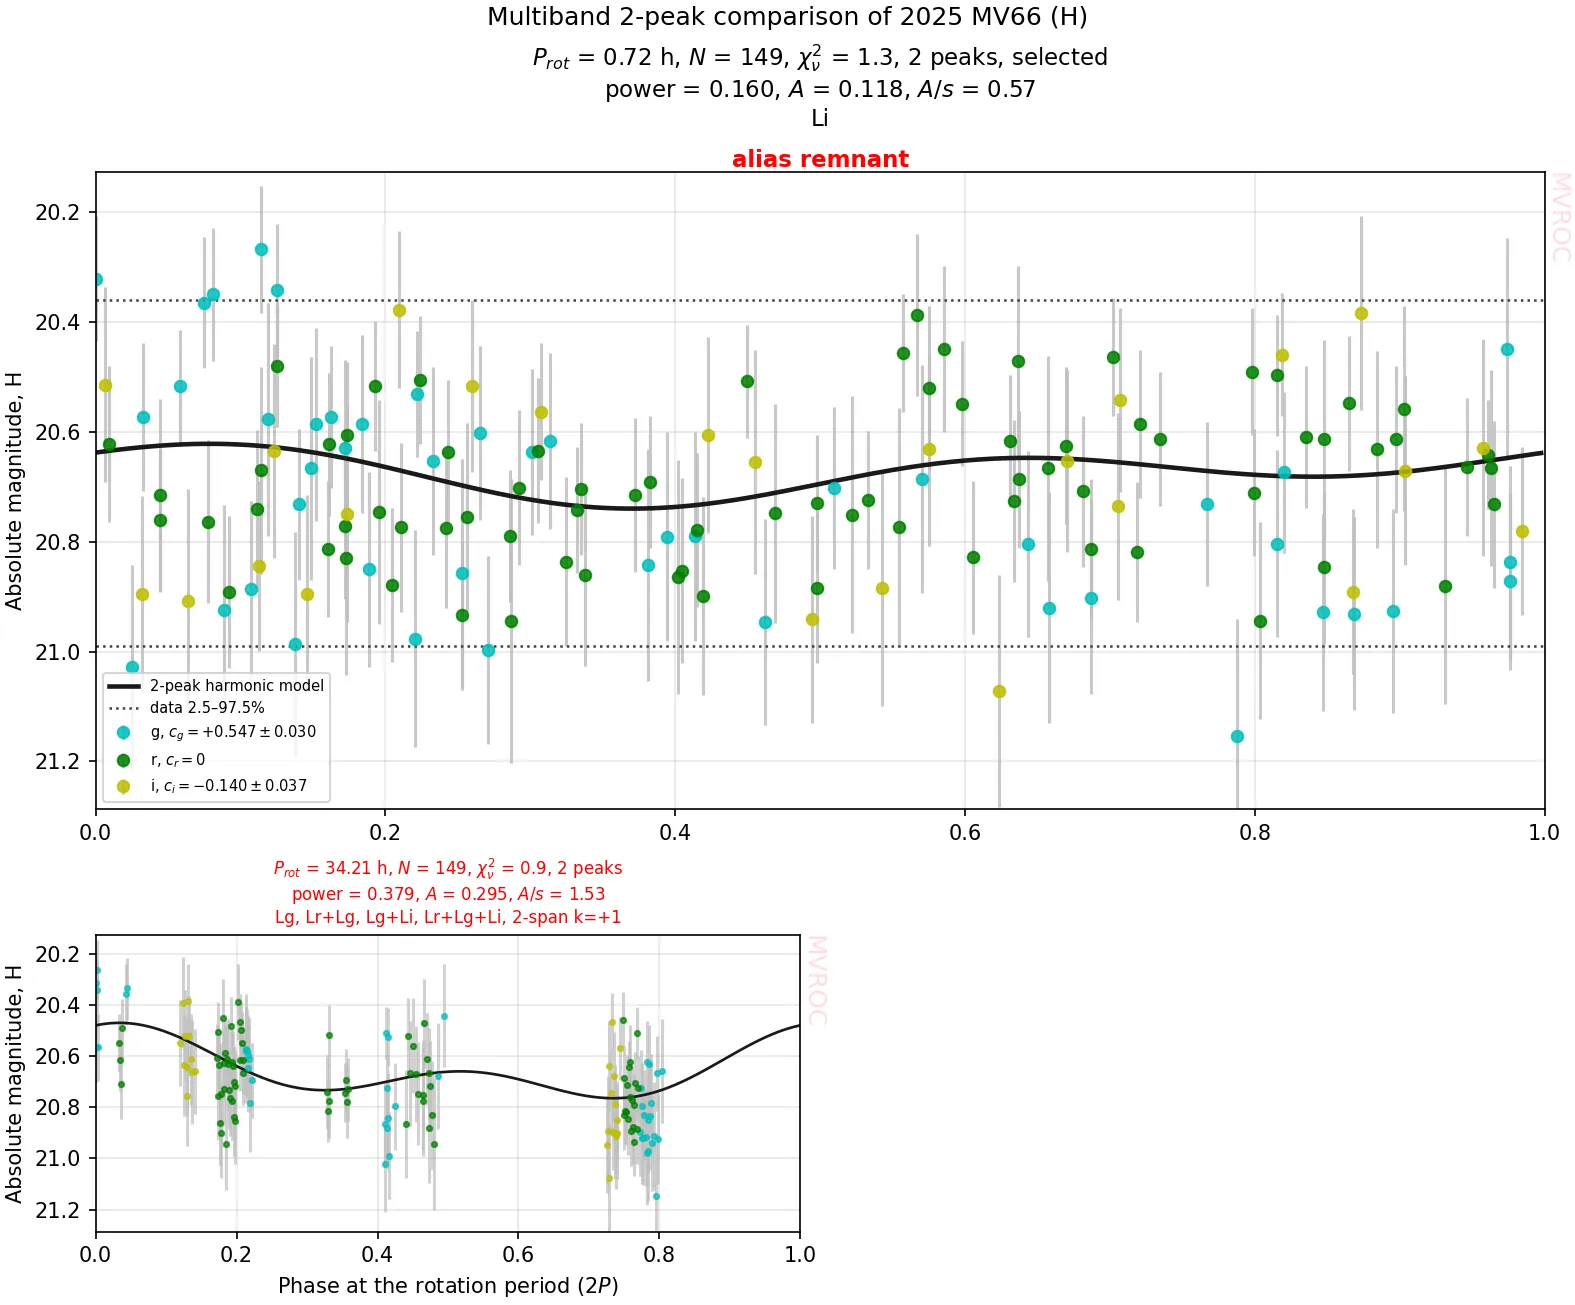 Multiband 2-peak comparison of 2025 MV66 (H)
P_rot = 0.72 h, N = 149, χ²_ν = 1.3, 2 peaks, selected
power = 0.160, A = 0.118, A/s = 0.57
Li
alias remnant
MVROC
Absolute magnitude, H
20.2
20.4
20.6
20.8
21.0
21.2
2-peak harmonic model
data 2.5–97.5%
g, c_g = +0.547 ± 0.030
r, c_r = 0
i, c_i = −0.140 ± 0.037
0.0 0.2 0.4 0.6 0.8 1.0
P_rot = 34.21 h, N = 149, χ²_ν = 0.9, 2 peaks
power = 0.379, A = 0.295, A/s = 1.53
Lg, Lr+Lg, Lg+Li, Lr+Lg+Li, 2-span k=+1
MVROC
Absolute magnitude, H
20.2
20.4
20.6
20.8
21.0
21.2
0.0 0.2 0.4 0.6 0.8 1.0
Phase at the rotation period (2P)